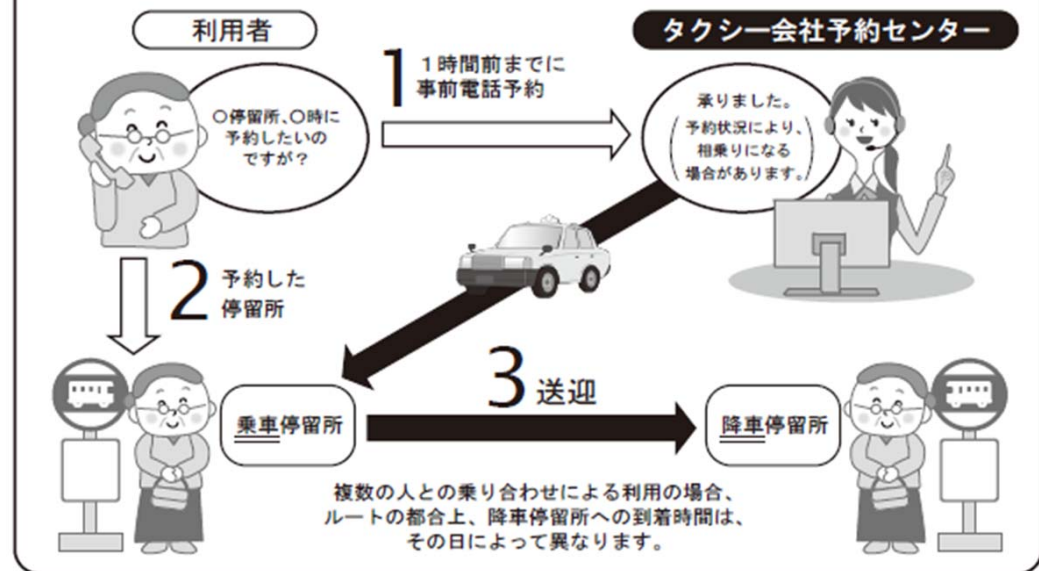 利用者
タクシー会社予約センター
1
1時間前までに
事前電話予約
〇停留所、〇時に
予約したいの
ですが？
承りました。
(予約状況により、
相乗りになる
場合があります。)
2
予約した
停留所
3 送迎
乗車停留所
降車停留所
複数の人との乗り合わせによる利用の場合、
ルートの都合上、降車停留所への到着時間は、
その日によって異なります。